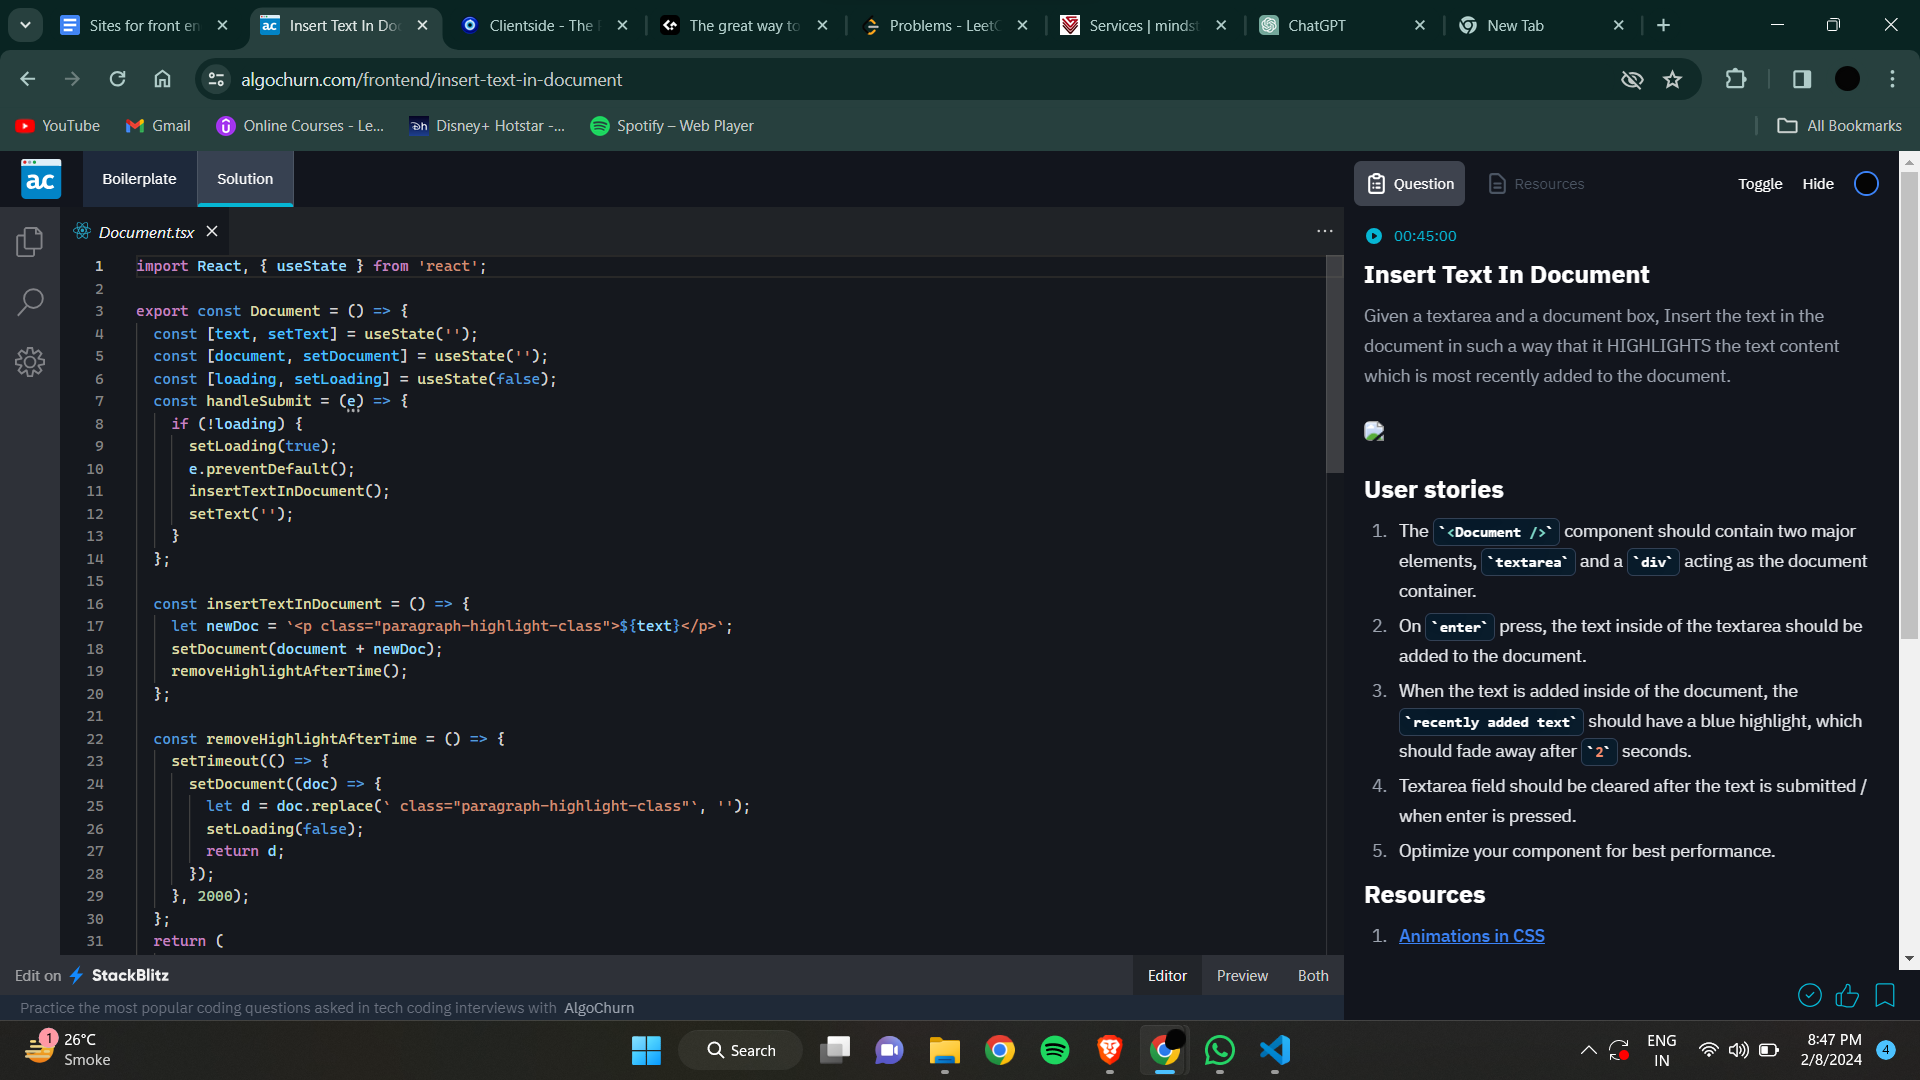 Sites for front en
Insert Text In Doc
Clientside - The F
The great way to
Problems - LeetC
Services | mindst
ChatGPT
New Tab
algochurn.com/frontend/insert-text-in-document
YouTube
Gmail
Online Courses - Le...
Disney+ Hotstar -...
Spotify – Web Player
All Bookmarks
ac
Boilerplate
Solution
Question
Resources
Toggle
Hide
Document.tsx
1 import React, { useState } from 'react';
2
3 export const Document = () => {
4 const [text, setText] = useState('');
5 const [document, setDocument] = useState('');
6 const [loading, setLoading] = useState(false);
7 const handleSubmit = (e) => {
8 if (!loading) {
9 setLoading(true);
10 e.preventDefault();
11 insertTextInDocument();
12 setText('');
13 }
14 };
15
16 const insertTextInDocument = () => {
17 let newDoc = `<p class="paragraph-highlight-class">${text}</p>`;
18 setDocument(document + newDoc);
19 removeHighlightAfterTime();
20 };
21
22 const removeHighlightAfterTime = () => {
23 setTimeout(() => {
24 setDocument((doc) => {
25 let d = doc.replace(` class="paragraph-highlight-class"`, '');
26 setLoading(false);
27 return d;
28 });
29 }, 2000);
30 };
31 return (
00:45:00
Insert Text In Document
Given a textarea and a document box, Insert the text in the
document in such a way that it HIGHLIGHTS the text content
which is most recently added to the document.
User stories
1. The `<Document />` component should contain two major
elements, `textarea` and a `div` acting as the document
container.
2. On `enter` press, the text inside of the textarea should be
added to the document.
3. When the text is added inside of the document, the
`recently added text` should have a blue highlight, which
should fade away after `2` seconds.
4. Textarea field should be cleared after the text is submitted /
when enter is pressed.
5. Optimize your component for best performance.
Resources
1. Animations in CSS
Edit on StackBlitz
Editor
Preview
Both
Practice the most popular coding questions asked in tech coding interviews with AlgoChurn
1
26°C
Smoke
Search
ENG
IN
8:47 PM
2/8/2024
4